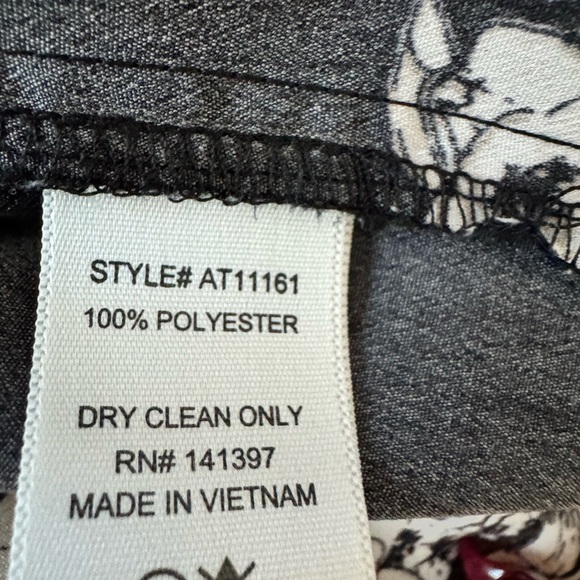 STYLE# AT11161
100% POLYESTER
DRY CLEAN ONLY
RN# 141397
MADE IN VIETNAM